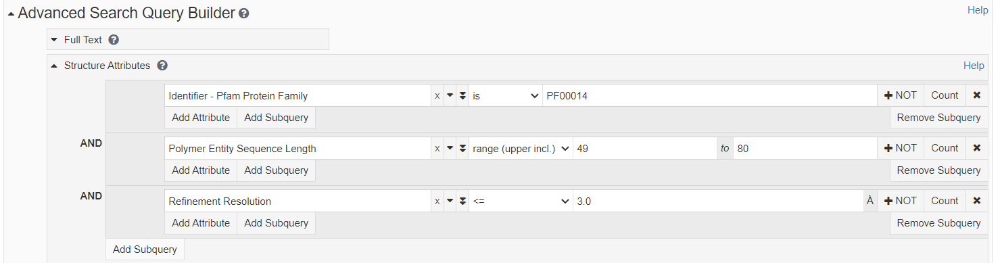 Advanced Search Query Builder ? Help
Full Text ?
Structure Attributes ? Help
Identifier - Pfam Protein Family x is PF00014 NOT Count
Add Attribute Add Subquery Remove Subquery
AND Polymer Entity Sequence Length x range (upper incl.) 49 to 80 NOT Count
Add Attribute Add Subquery Remove Subquery
AND Refinement Resolution x <= 3.0 Å NOT Count
Add Attribute Add Subquery Remove Subquery
Add Subquery